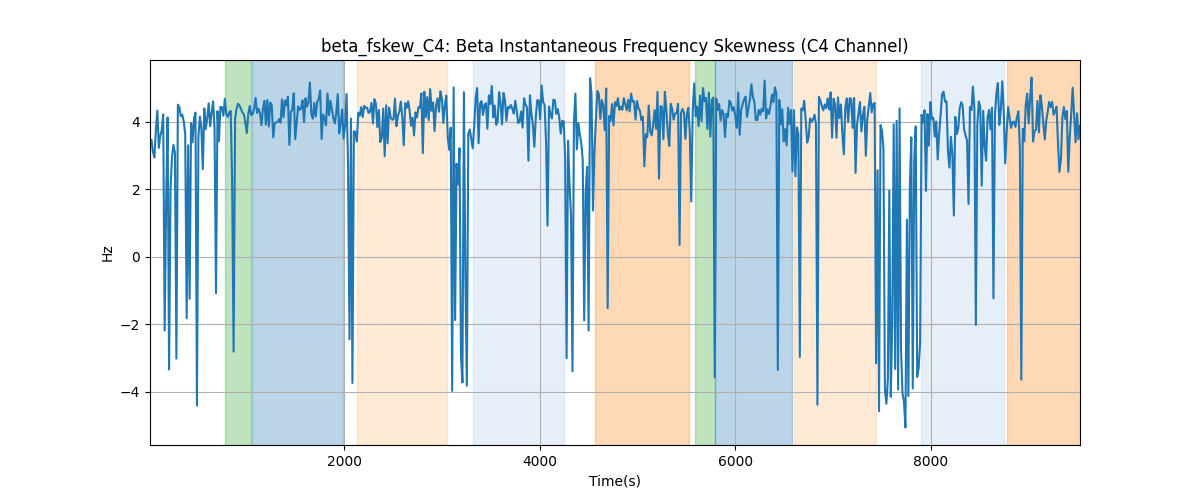 beta_fskew_C4: Beta Instantaneous Frequency Skewness (C4 Channel)
Hz
4
2
0
−2
−4
2000 4000 6000 8000
Time(s)